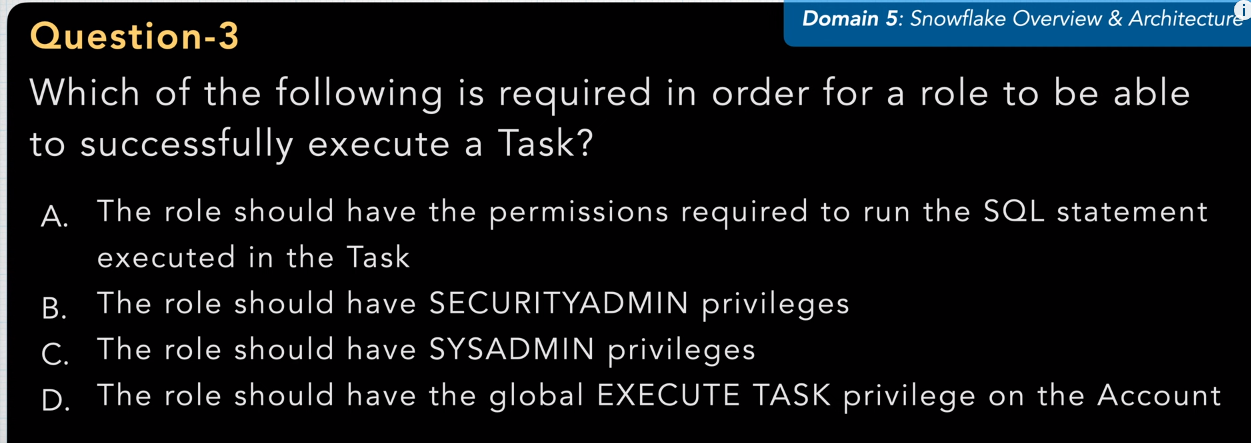 Domain 5: Snowflake Overview & Architecture
i
Question-3
Which of the following is required in order for a role to be able
to successfully execute a Task?
A. The role should have the permissions required to run the SQL statement
executed in the Task
B. The role should have SECURITYADMIN privileges
C. The role should have SYSADMIN privileges
D. The role should have the global EXECUTE TASK privilege on the Account